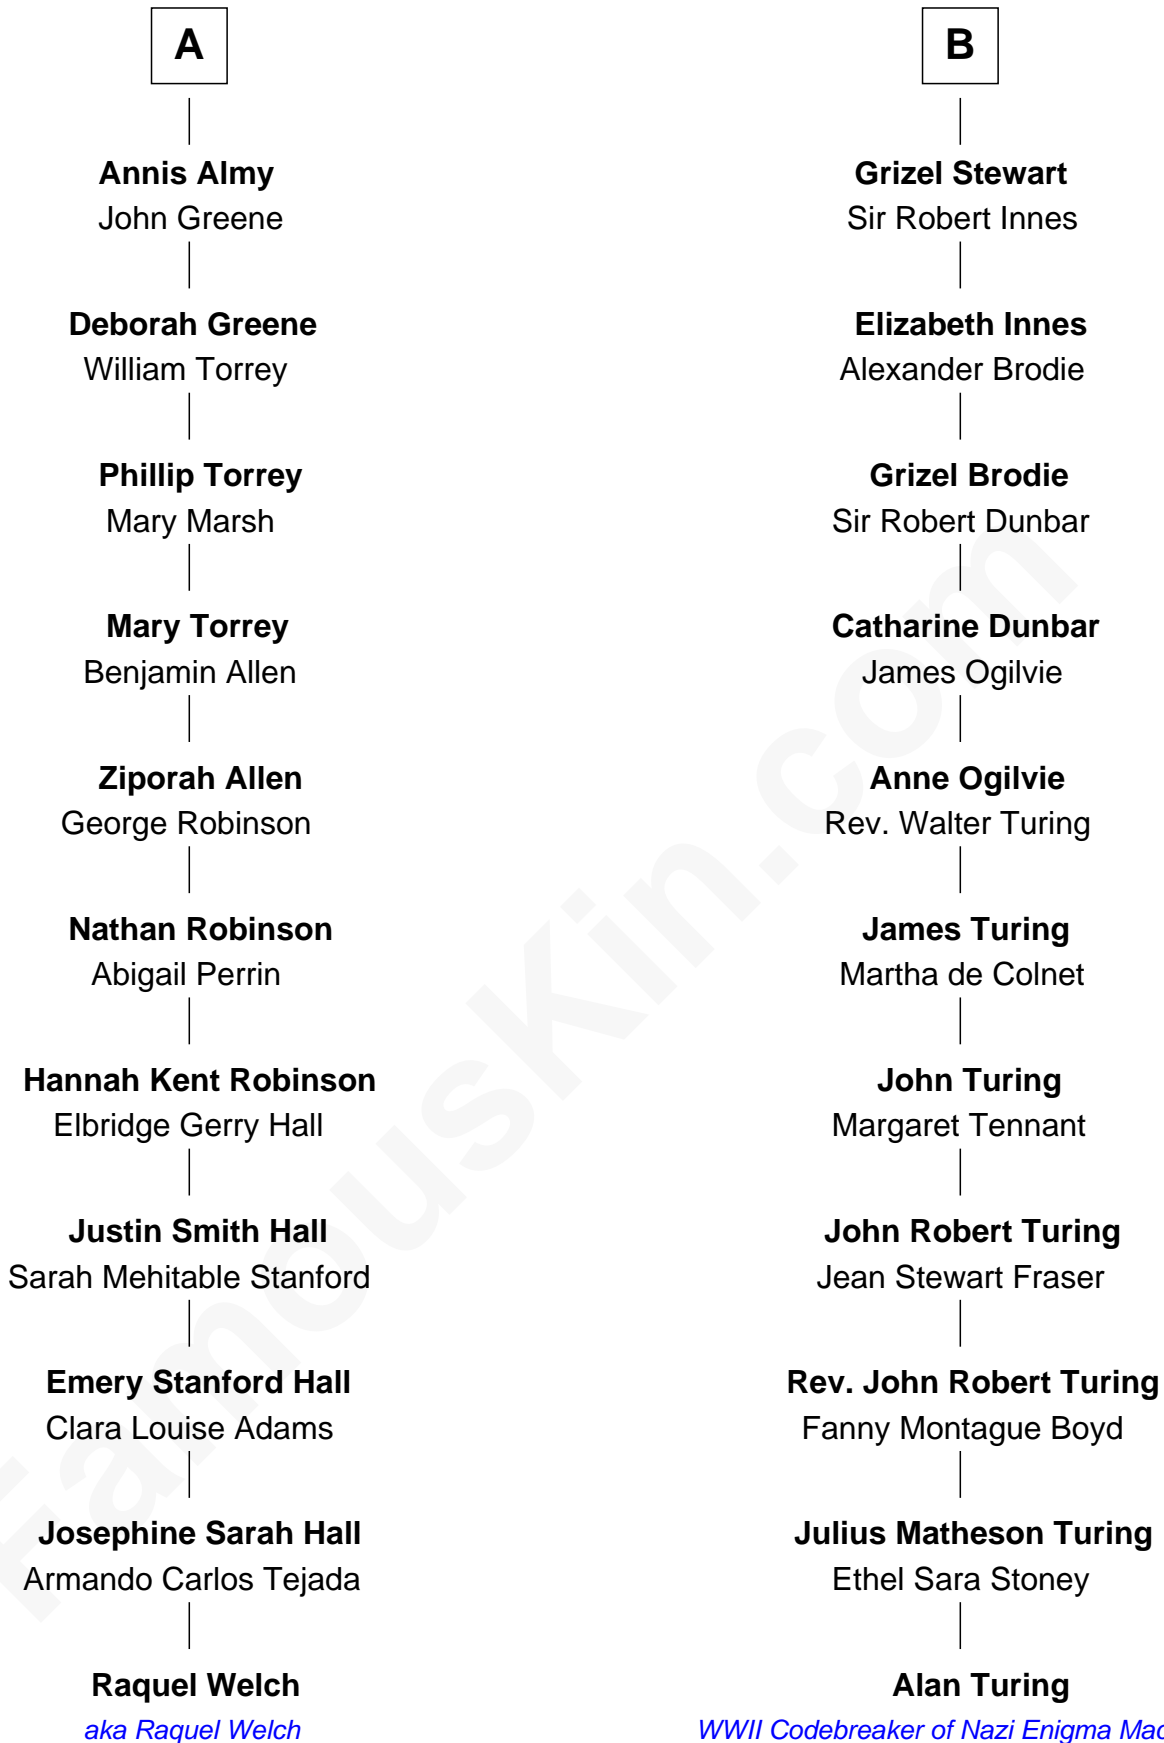 A
Annis Almy
John Greene
Deborah Greene
William Torrey
Phillip Torrey
Mary Marsh
Mary Torrey
Benjamin Allen
Ziporah Allen
George Robinson
Nathan Robinson
Abigail Perrin
Hannah Kent Robinson
Elbridge Gerry Hall
Justin Smith Hall
Sarah Mehitable Stanford
Emery Stanford Hall
Clara Louise Adams
Josephine Sarah Hall
Armando Carlos Tejada
Raquel Welch
aka Raquel Welch
B
Grizel Stewart
Sir Robert Innes
Elizabeth Innes
Alexander Brodie
Grizel Brodie
Sir Robert Dunbar
Catharine Dunbar
James Ogilvie
Anne Ogilvie
Rev. Walter Turing
James Turing
Martha de Colnet
John Turing
Margaret Tennant
John Robert Turing
Jean Stewart Fraser
Rev. John Robert Turing
Fanny Montague Boyd
Julius Matheson Turing
Ethel Sara Stoney
Alan Turing
WWII Codebreaker of Nazi Enigma
FamousKin.com